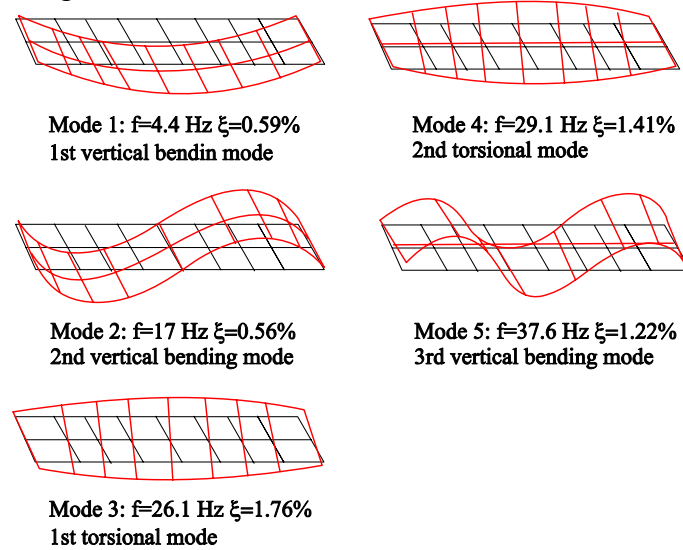 Mode 1: f=4.4 Hz ξ=0.59%
1st vertical bendin mode
Mode 2: f=17 Hz ξ=0.56%
2nd vertical bending mode
Mode 3: f=26.1 Hz ξ=1.76%
1st torsional mode
Mode 4: f=29.1 Hz ξ=1.41%
2nd torsional mode
Mode 5: f=37.6 Hz ξ=1.22%
3rd vertical bending mode